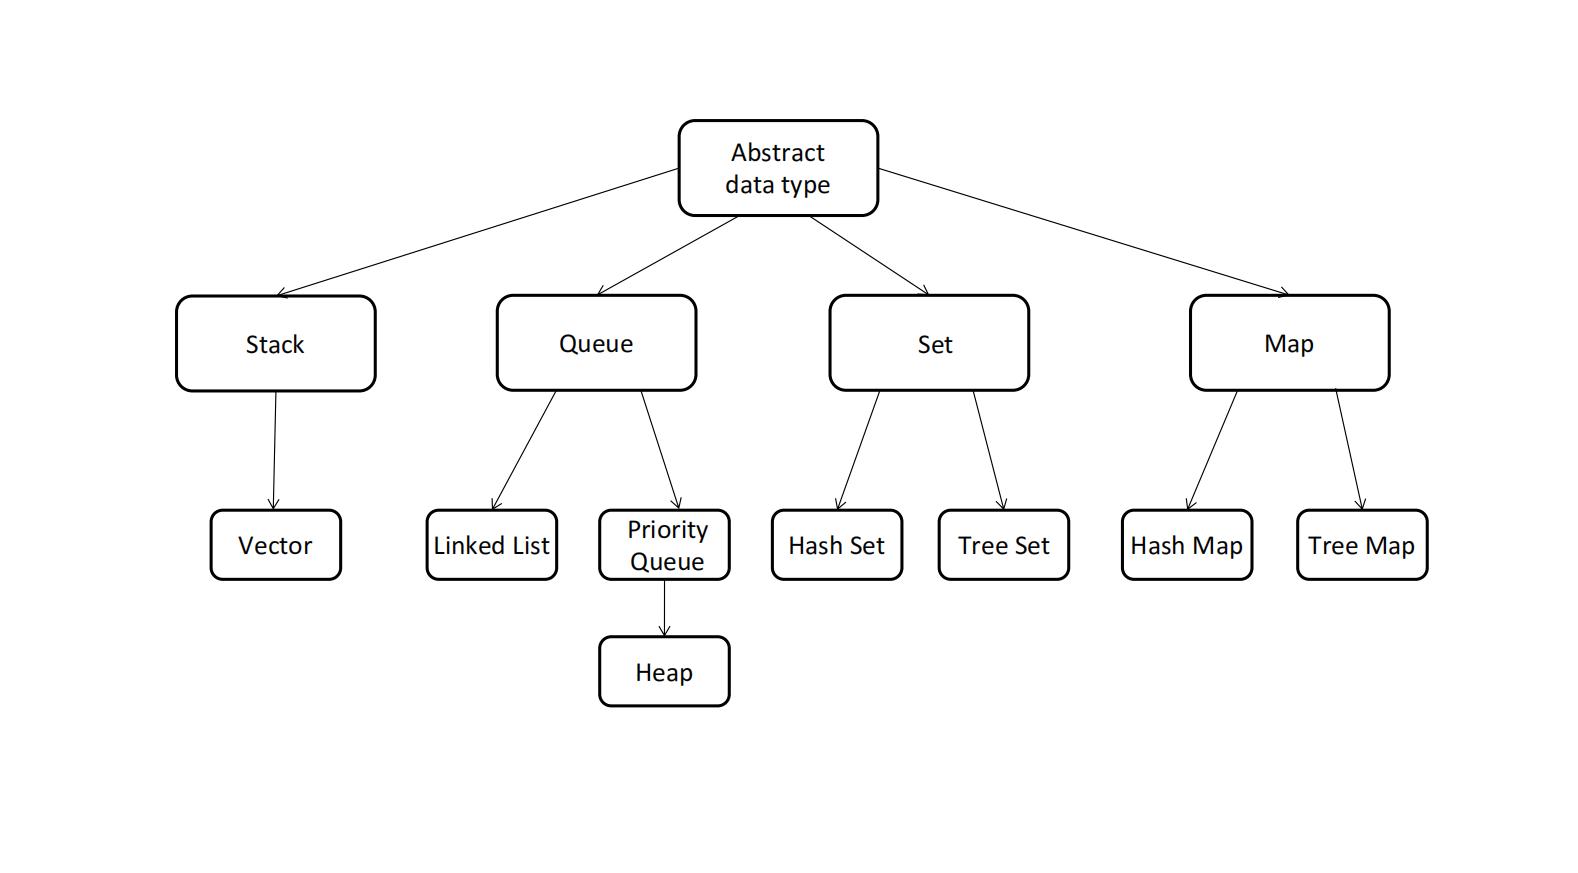 Abstract
data type
Stack
Queue
Set
Map
Vector
Linked List
Priority
Queue
Hash Set
Tree Set
Hash Map
Tree Map
Heap